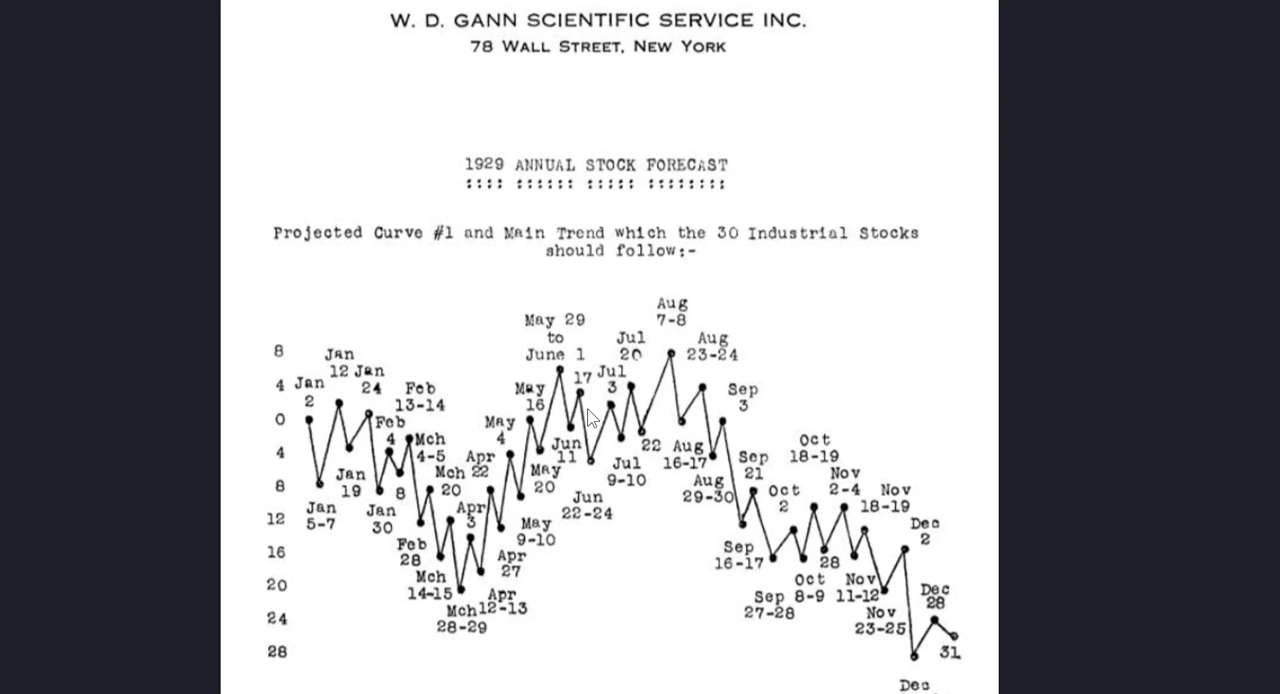 W. D. GANN SCIENTIFIC SERVICE INC.
78 WALL STREET, NEW YORK
1929 ANNUAL STOCK FORECAST
:::: :::::: ::::: ::::::::
Projected Curve #1 and Main Trend which the 30 Industrial Stocks
should follow:-
8
4
0
4
8
12
16
20
24
28
Jan
2
Jan
5-7
Jan
12
Jan
19
Jan
24
Jan
30
Feb
4
8
Feb
13-14
Feb
28
Mch
4-5
Mch
14-15
Mch
20
Mch
28-29
Apr
3
Apr
12-13
Apr
22
Apr
27
May
4
May
9-10
May
16
May
20
May 29
to
June 1
Jun
11
17
Jun
22-24
Jul
3
Jul
9-10
Jul
20
22
Aug
7-8
Aug
16-17
Aug
23-24
Aug
29-30
Sep
3
Sep
16-17
Sep
21
Sep
27-28
Oct
2
Oct
8-9
Oct
18-19
28
Nov
2-4
Nov
11-12
Nov
18-19
Nov
23-25
Dec
2
Dec
Dec
28
31